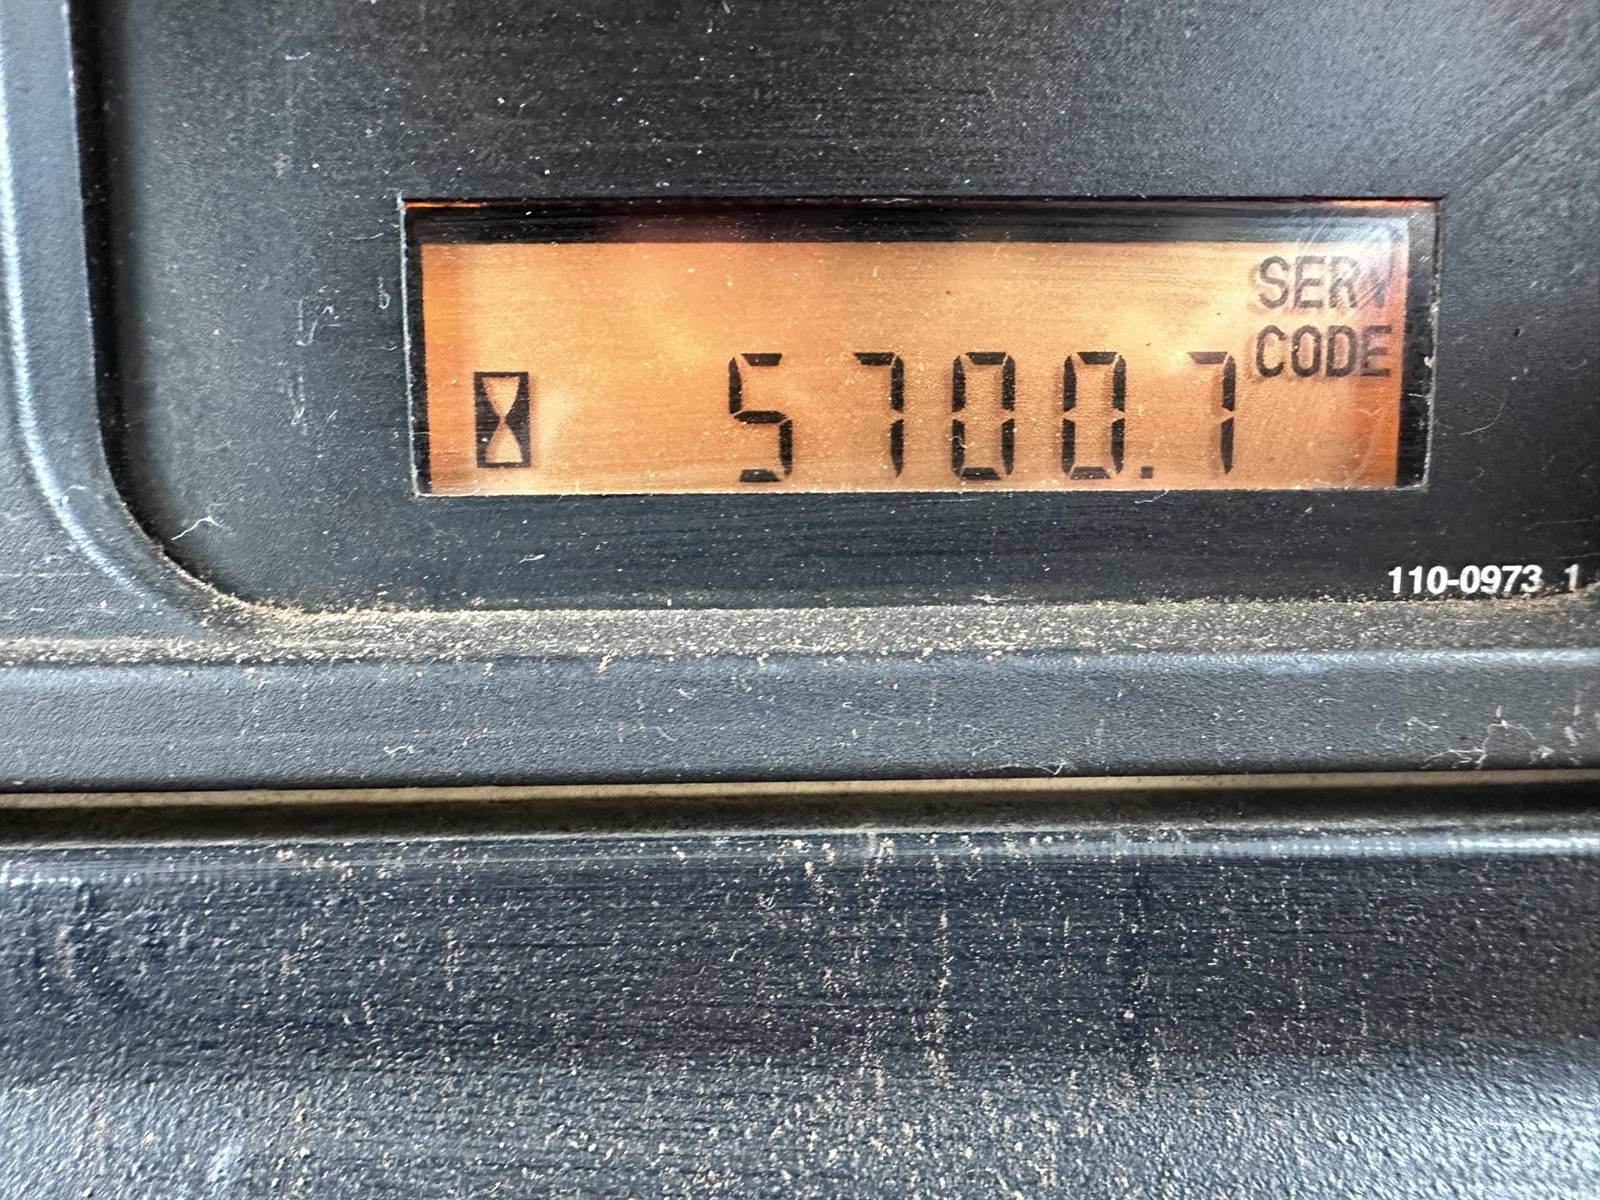 SERV
CODE
5700.7
110-0973 1